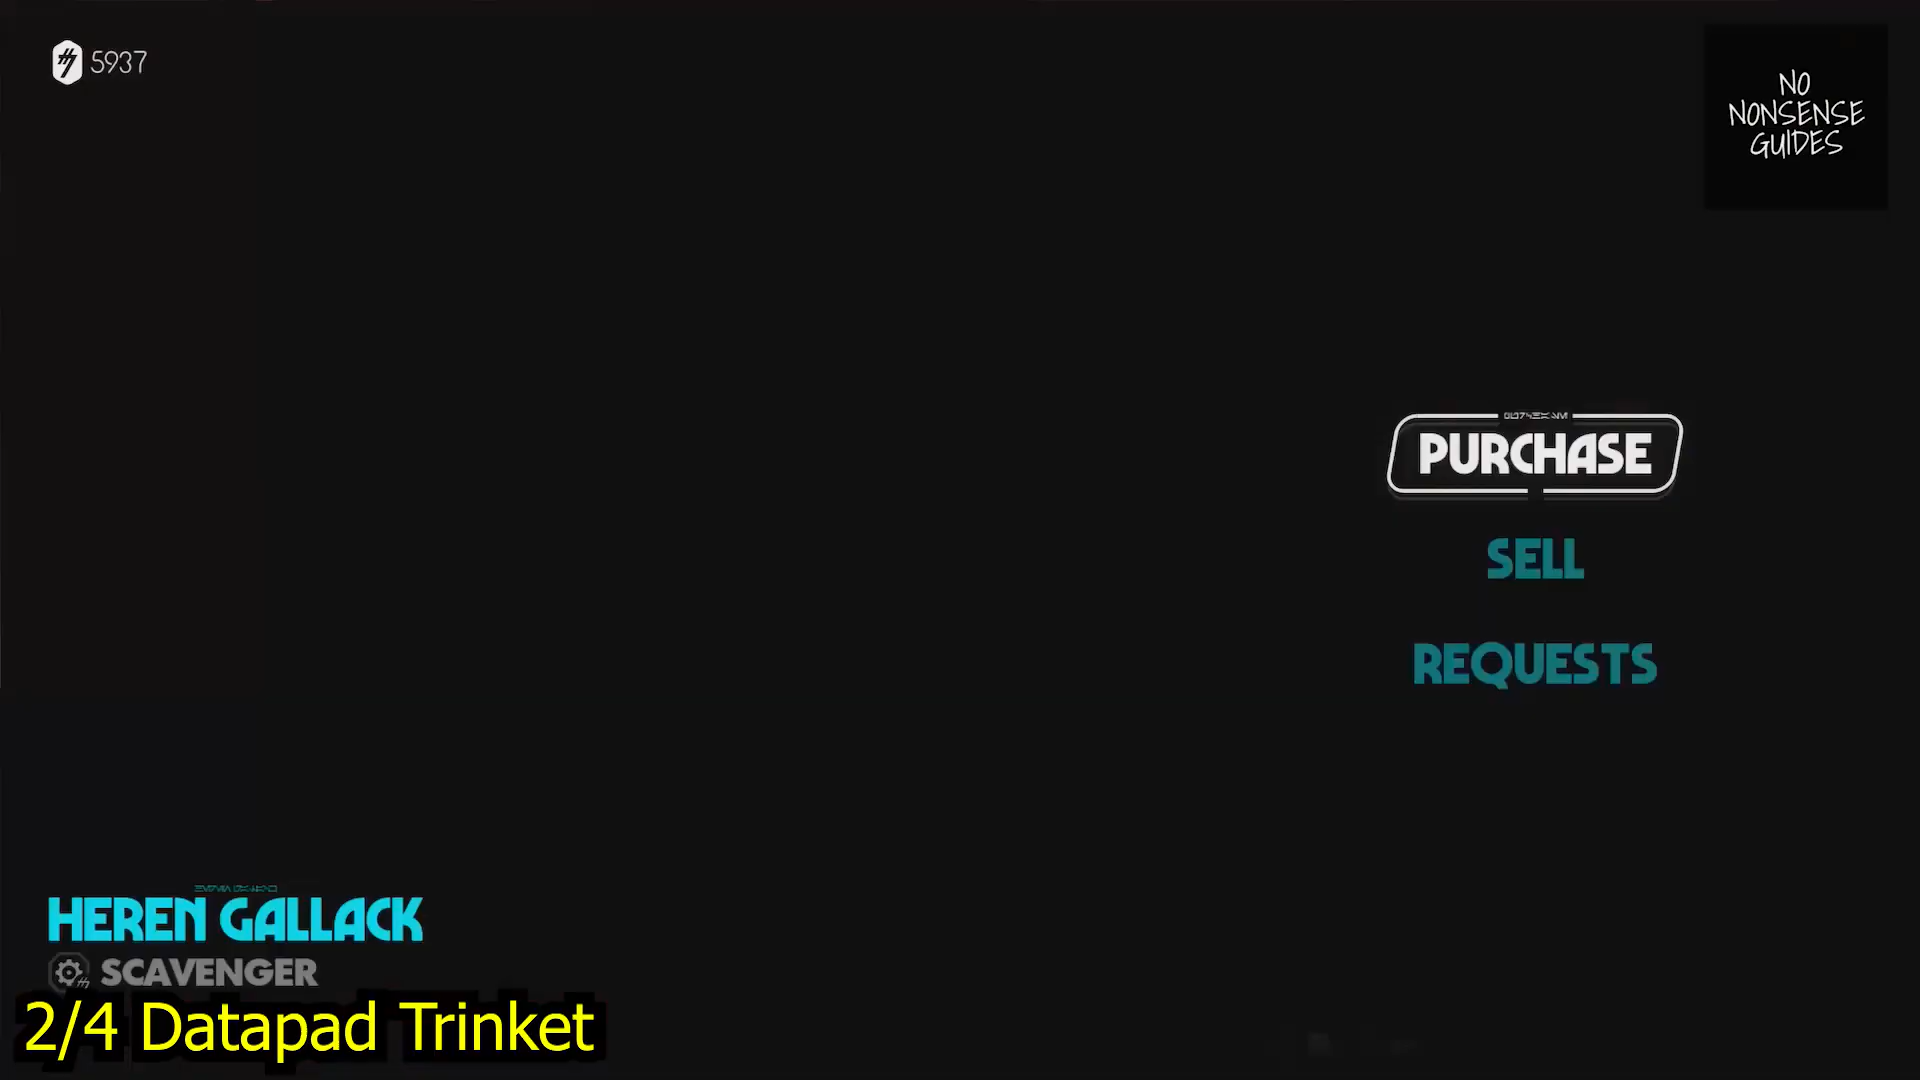 5937
NO
NONSENSE
GUIDES
PURCHASE
SELL
REQUESTS
HEREN GALLACK
SCAVENGER
2/4 Datapad Trinket